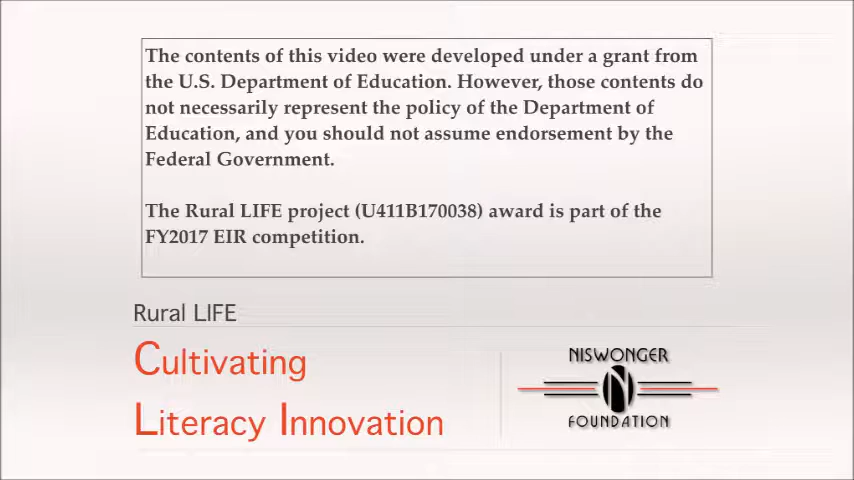 The contents of this video were developed under a grant from
the U.S. Department of Education. However, those contents do
not necessarily represent the policy of the Department of
Education, and you should not assume endorsement by the
Federal Government.
The Rural LIFE project (U411B170038) award is part of the
FY2017 EIR competition.
Rural LIFE
Cultivating
Literacy Innovation
NISWONGER
N
FOUNDATION